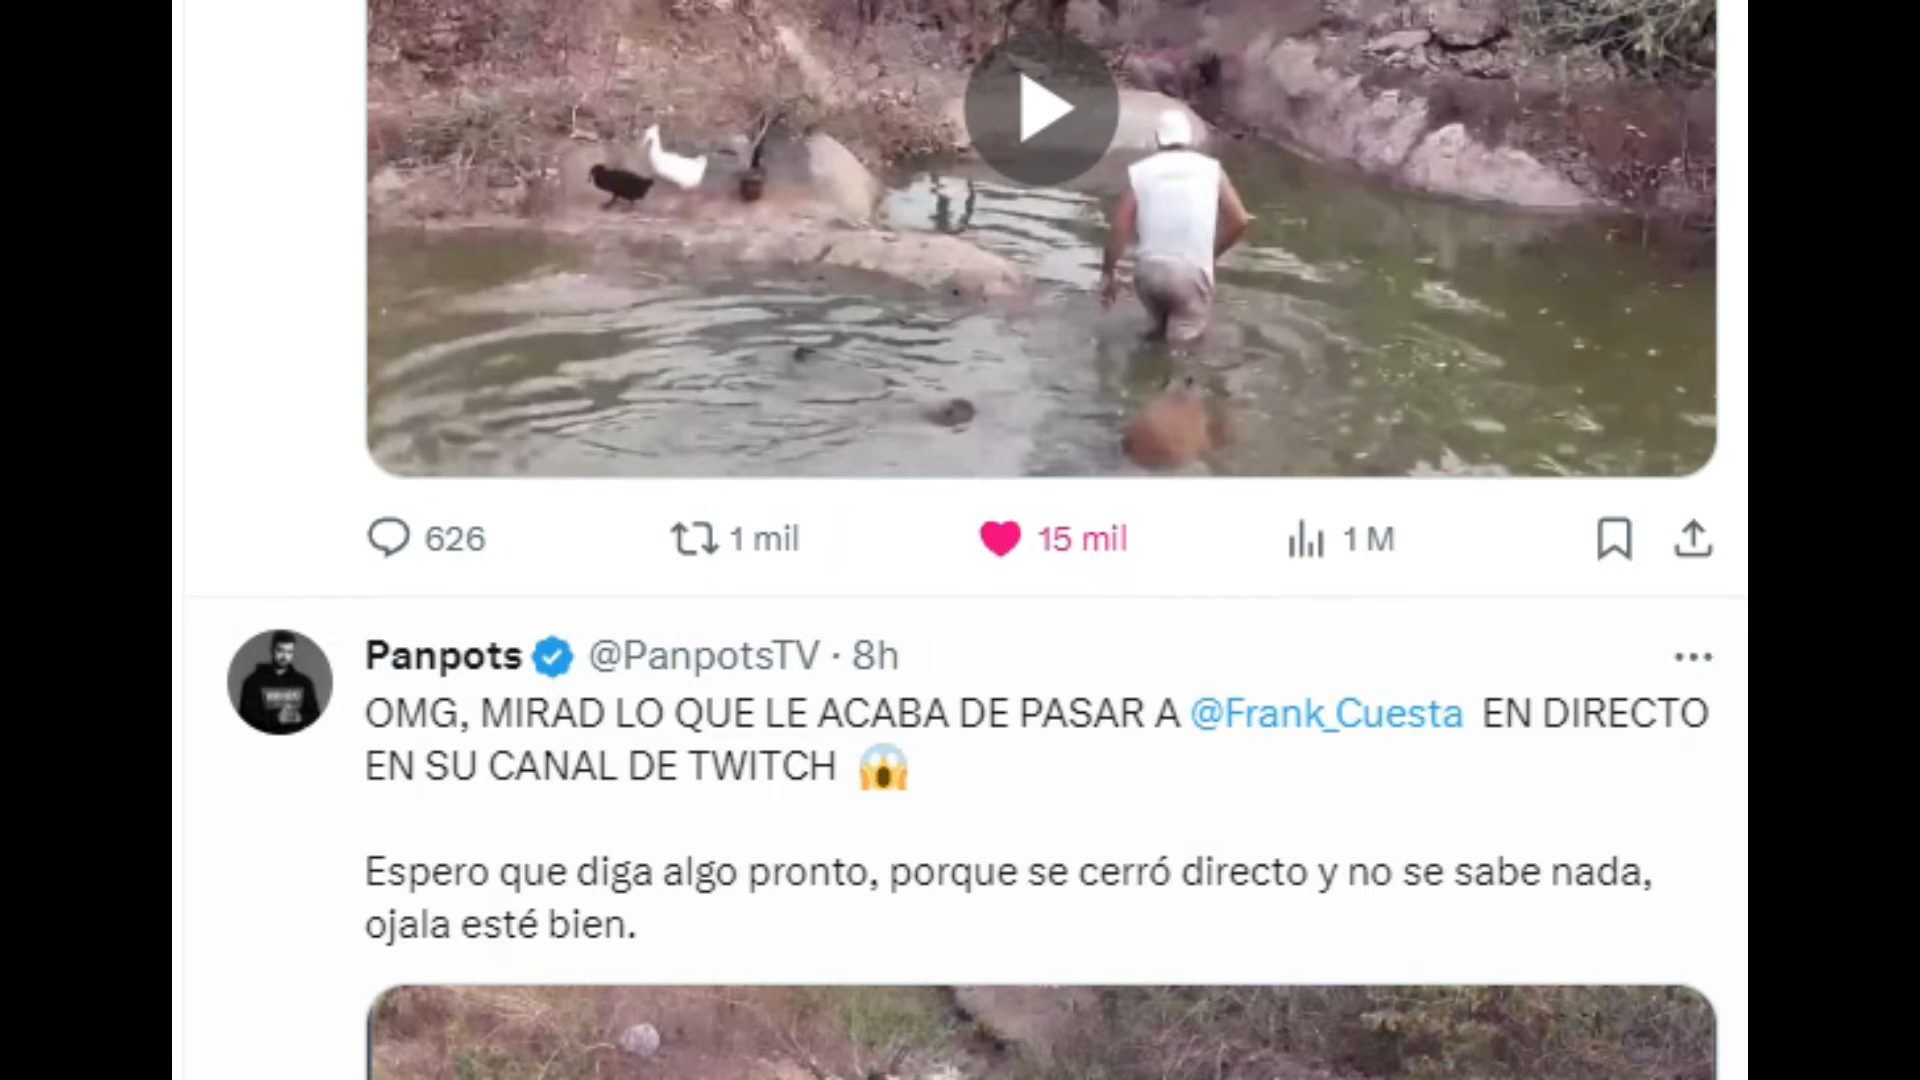 626 1 mil 15 mil 1 M
Panpots @PanpotsTV · 8h
OMG, MIRAD LO QUE LE ACABA DE PASAR A @Frank_Cuesta EN DIRECTO
EN SU CANAL DE TWITCH 😱
Espero que diga algo pronto, porque se cerró directo y no se sabe nada,
ojala esté bien.